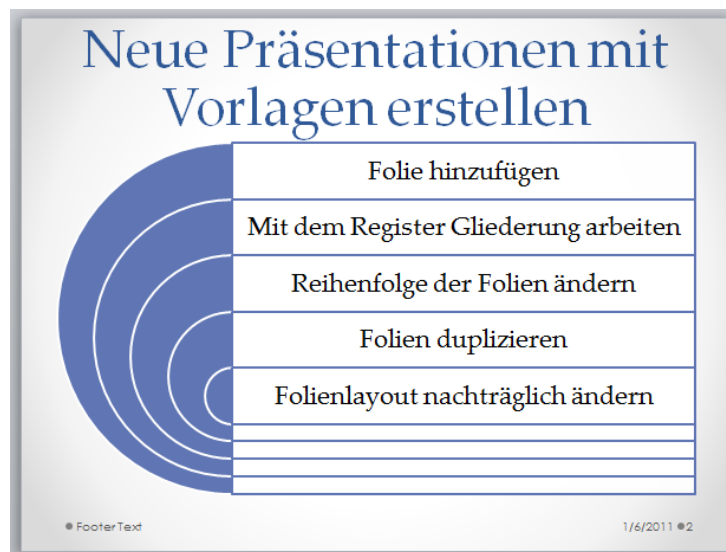 Neue Präsentationen mit
Vorlagen erstellen
Folie hinzufügen
Mit dem Register Gliederung arbeiten
Reihenfolge der Folien ändern
Folien duplizieren
Folienlayout nachträglich ändern
Footer Text
1/6/2011 2